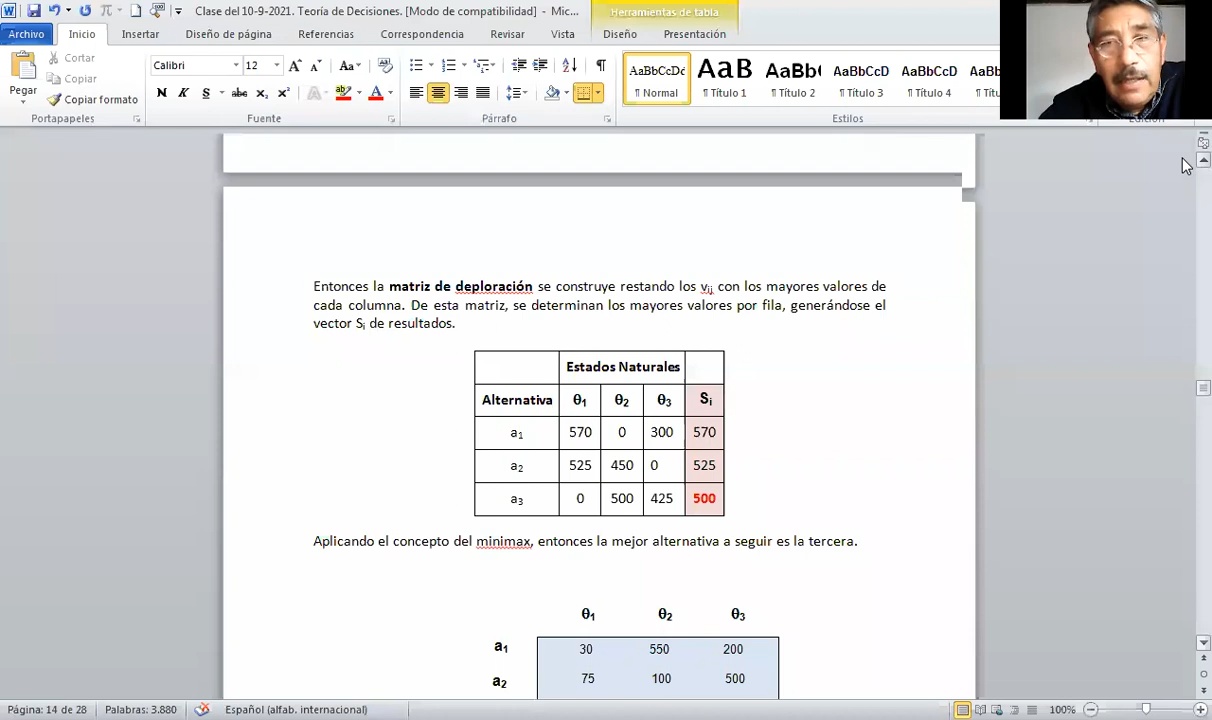 Clase del 10-9-2021. Teoría de Decisiones. [Modo de compatibilidad] - Mic...
Herramientas de tabla
Archivo Inicio Insertar Diseño de página Referencias Correspondencia Revisar Vista Diseño Presentación
Pegar
Cortar
Copiar
Copiar formato
Portapapeles
Calibri 12
N K S abc x₂ x²
Fuente
Párrafo
AaBbCcDc AaB AaBb( AaBbCcD AaBbCcD AaBb
¶ Normal ¶ Título 1 ¶ Título 2 ¶ Título 3 ¶ Título 4
Estilos
Entonces la matriz de deploración se construye restando los vij con los mayores valores de
cada columna. De esta matriz, se determinan los mayores valores por fila, generándose el
vector Si de resultados.
Estados Naturales
Alternativa θ1 θ2 θ3 Si
a1 570 0 300 570
a2 525 450 0 525
a3 0 500 425 500
Aplicando el concepto del minimax, entonces la mejor alternativa a seguir es la tercera.
θ1 θ2 θ3
a1 30 550 200
a2 75 100 500
Página: 14 de 28 Palabras: 3.880 Español (alfab. internacional) 100%